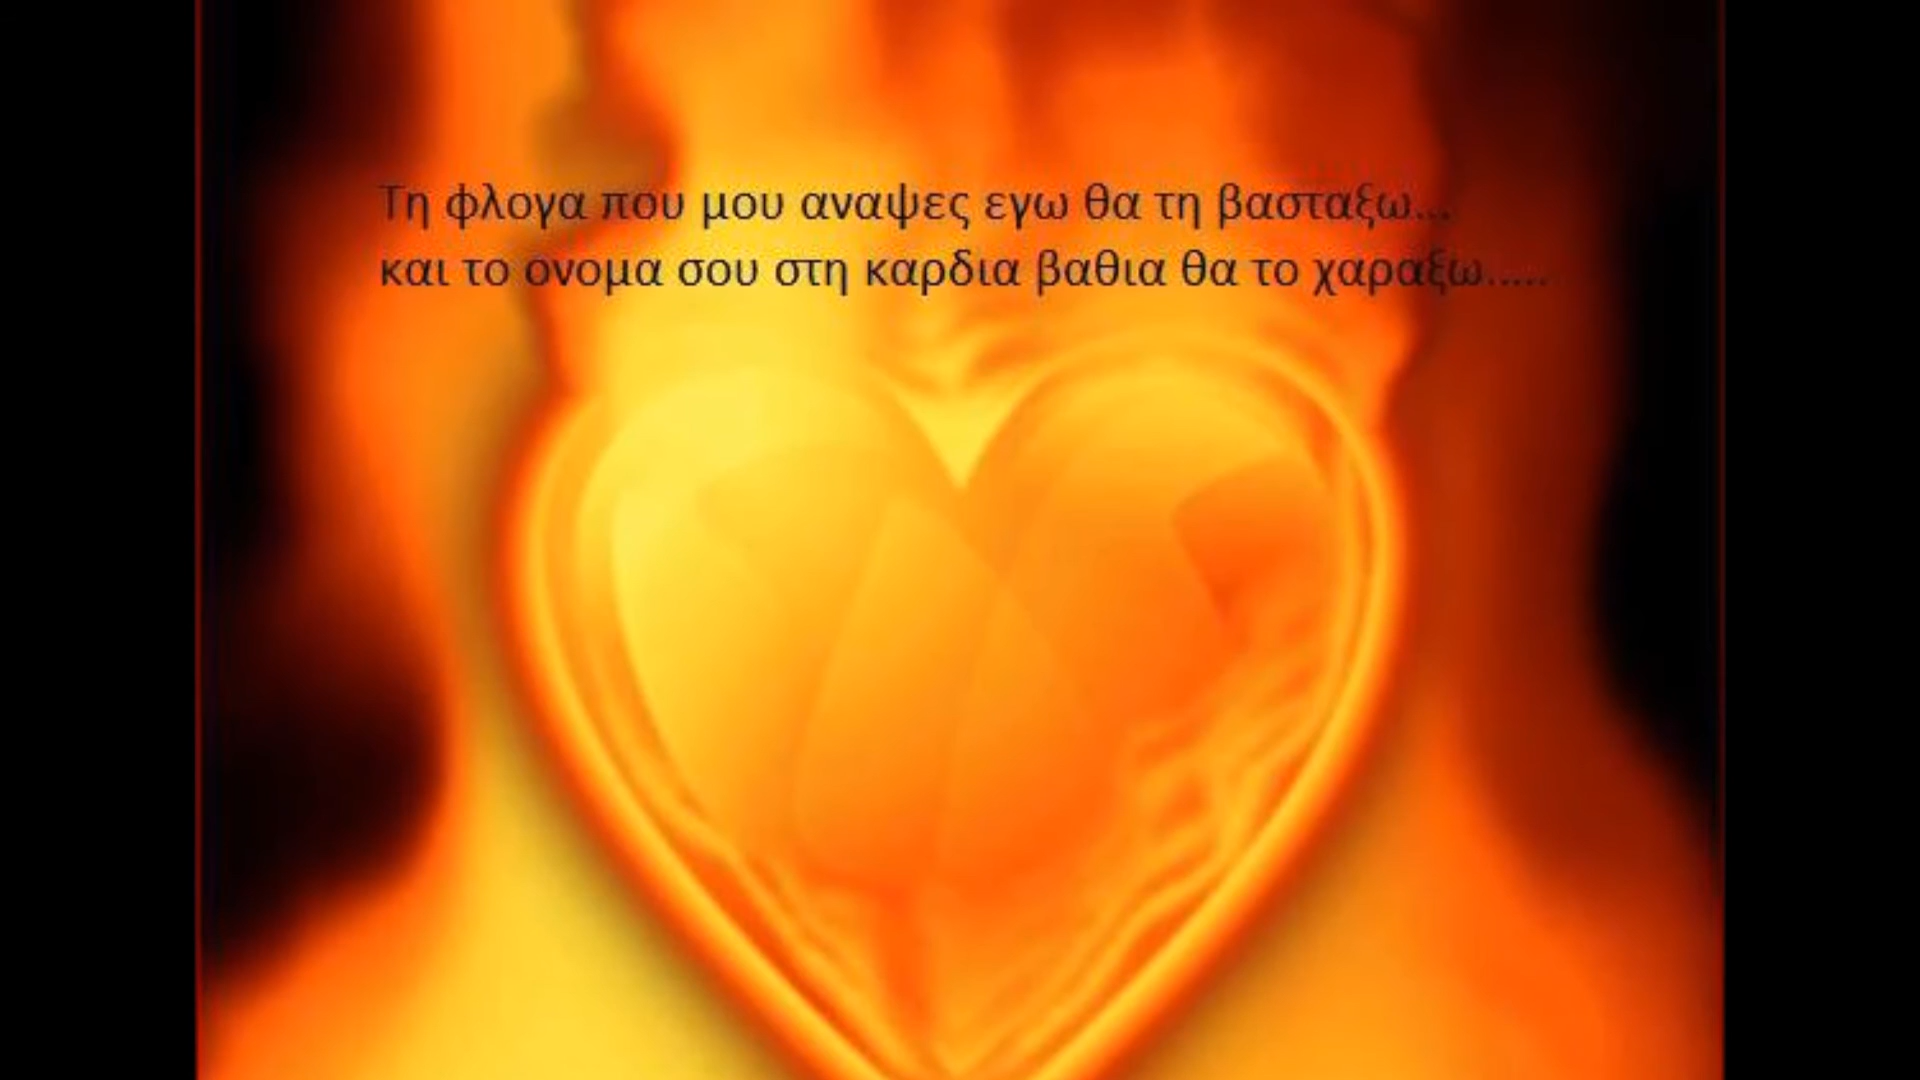 Τη φλογα που μου αναψες εγω θα τη βασταξω...
και το ονομα σου στη καρδια βαθια θα το χαραξω.....